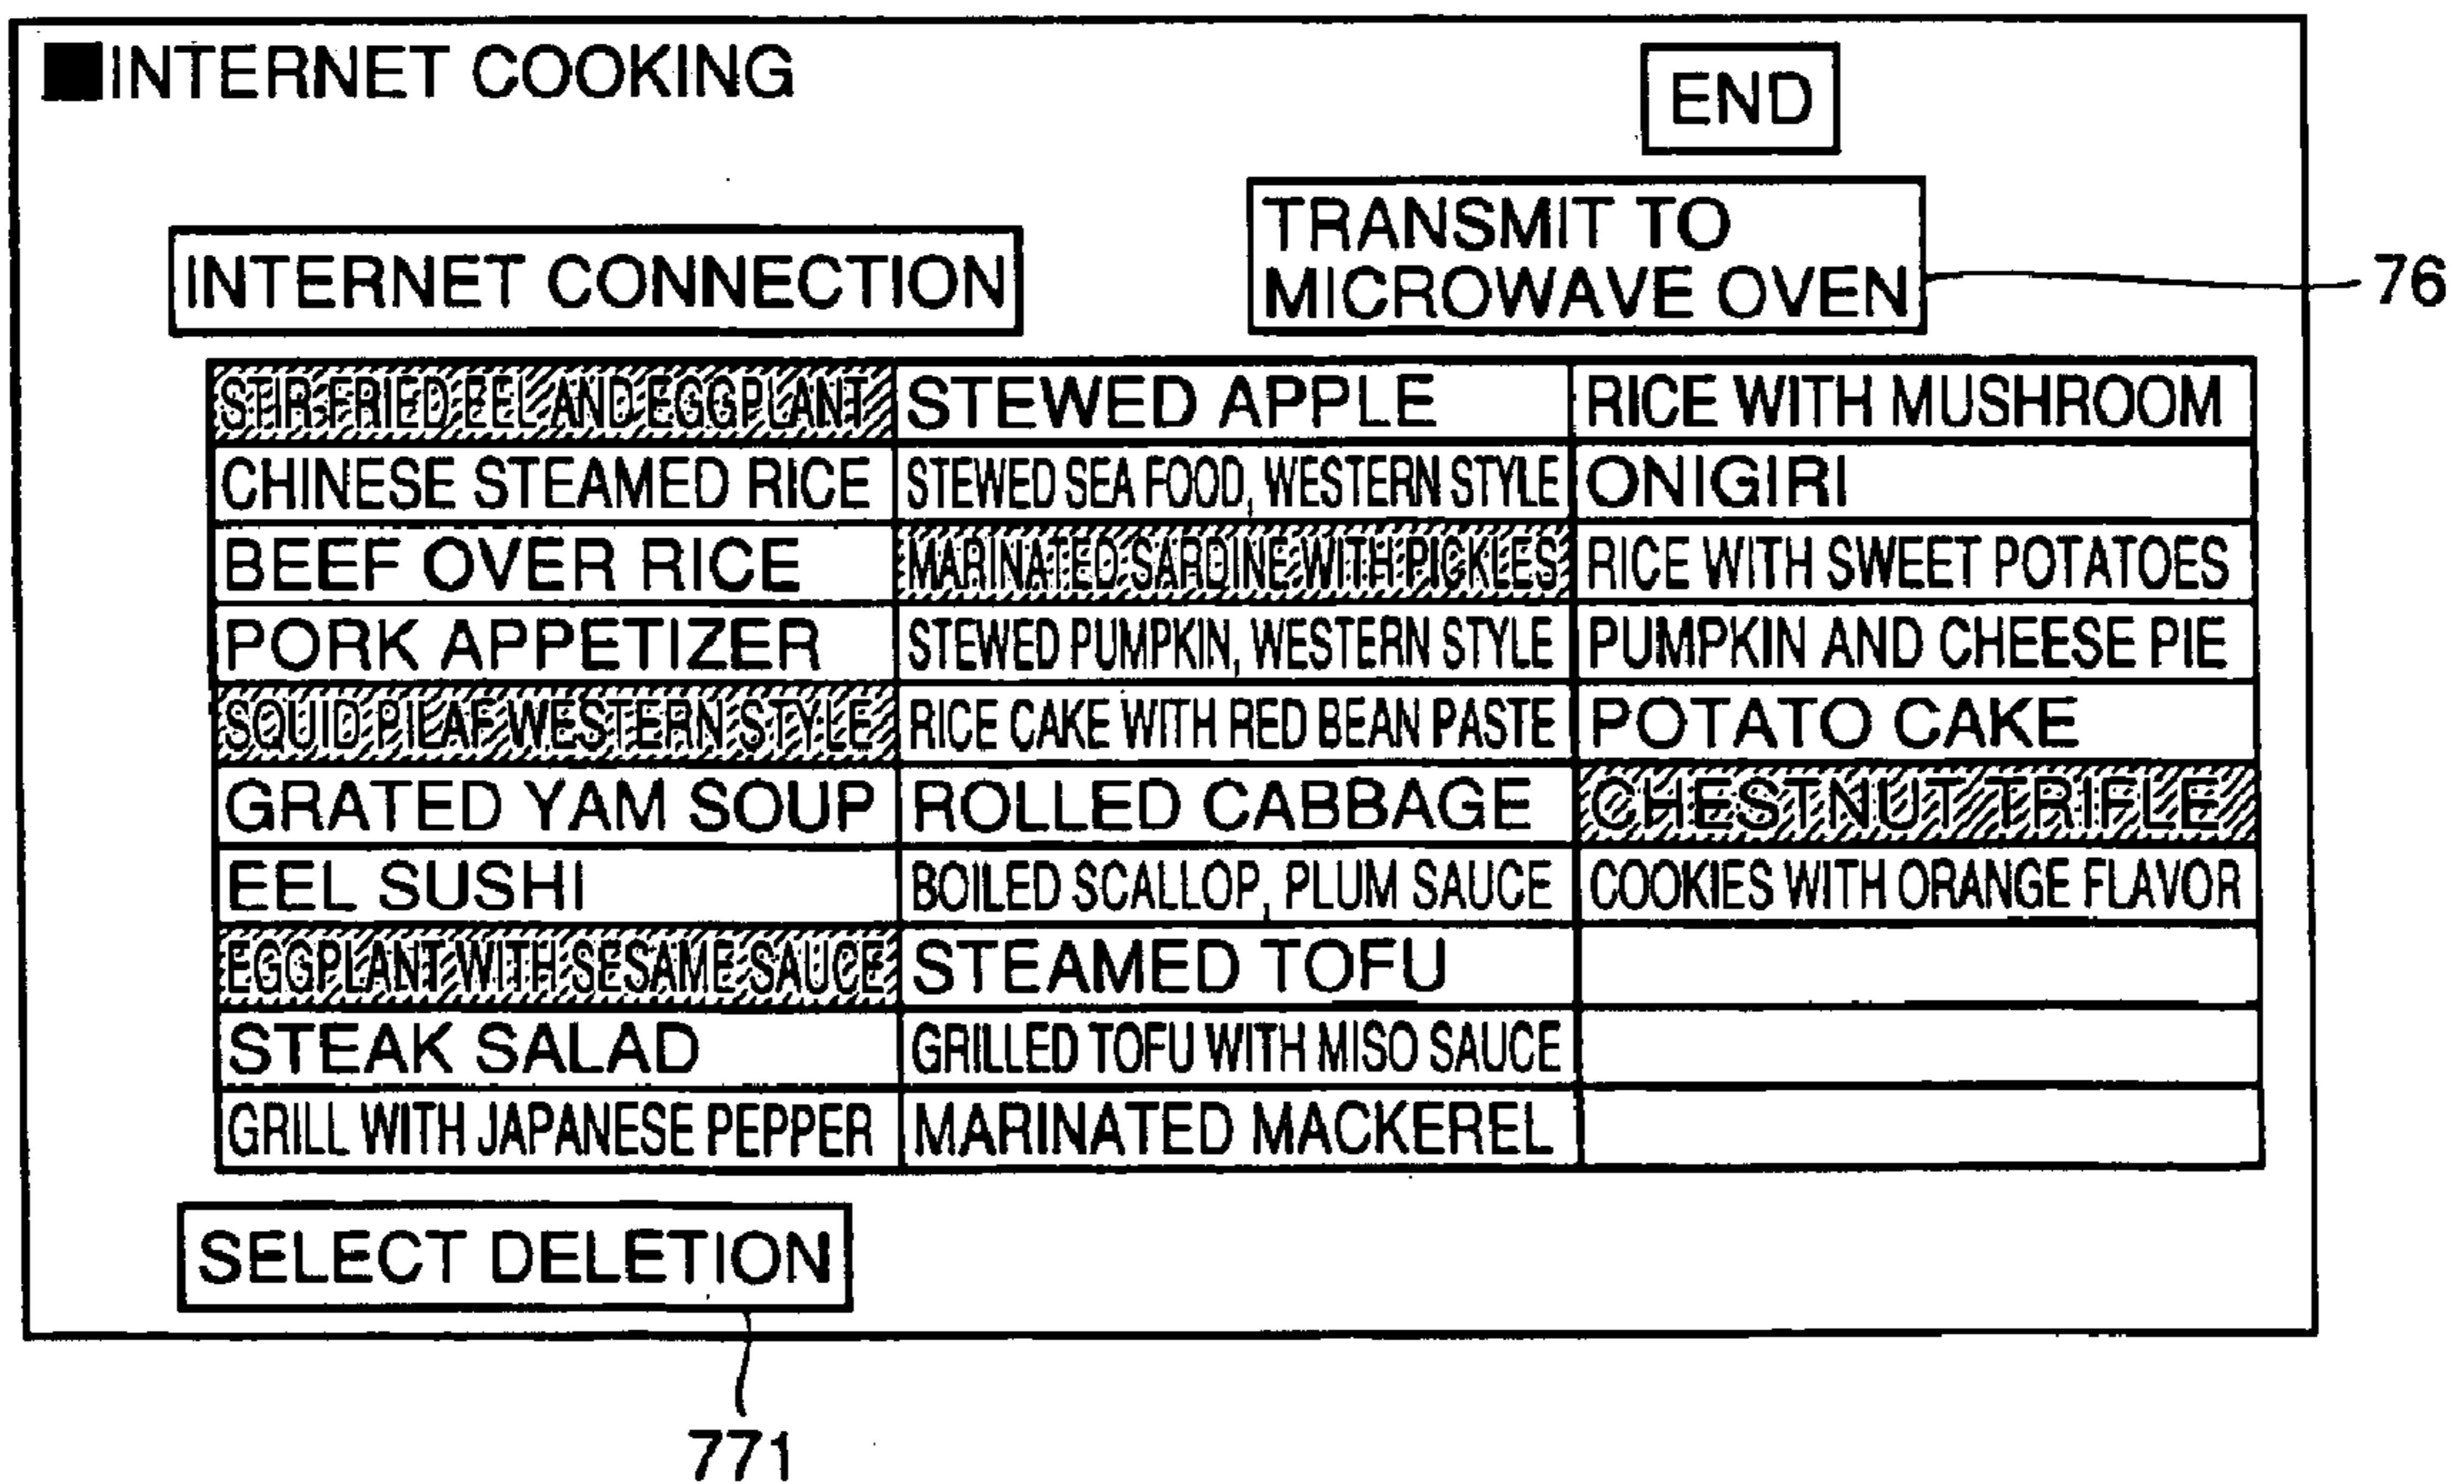 ■INTERNET COOKING
END
INTERNET CONNECTION
TRANSMIT TO
MICROWAVE OVEN
76
STIR-FRIED EEL AND EGGPLANT STEWED APPLE RICE WITH MUSHROOM
CHINESE STEAMED RICE STEWED SEA FOOD, WESTERN STYLE ONIGIRI
BEEF OVER RICE MARINATED SARDINE WITH PICKLES RICE WITH SWEET POTATOES
PORK APPETIZER STEWED PUMPKIN, WESTERN STYLE PUMPKIN AND CHEESE PIE
SQUID PILAF WESTERN STYLE RICE CAKE WITH RED BEAN PASTE POTATO CAKE
GRATED YAM SOUP ROLLED CABBAGE CHESTNUT TRIFLE
EEL SUSHI BOILED SCALLOP, PLUM SAUCE COOKIES WITH ORANGE FLAVOR
EGGPLANT WITH SESAME SAUCE STEAMED TOFU
STEAK SALAD GRILLED TOFU WITH MISO SAUCE
GRILL WITH JAPANESE PEPPER MARINATED MACKEREL
SELECT DELETION
771